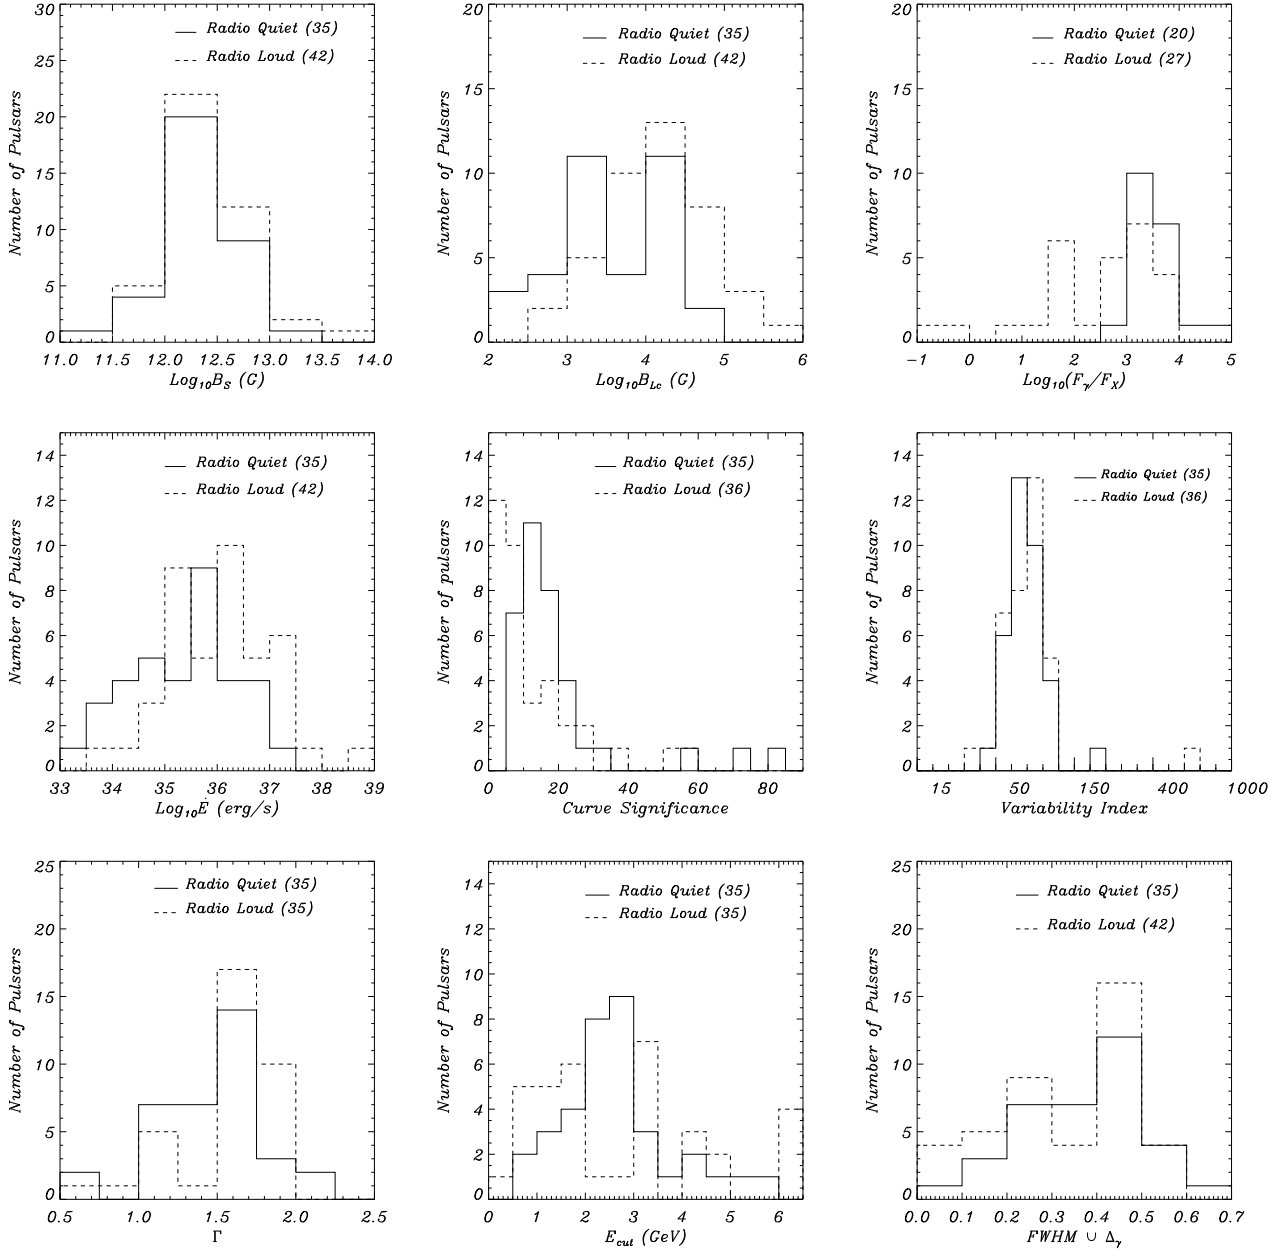 Radio Quiet (35)
Radio Loud (42)
Number of Pulsars
30
25
20
15
10
5
0
11.0 11.5 12.0 12.5 13.0 13.5 14.0
Log₁₀B_S (G)
Radio Quiet (35)
Radio Loud (42)
Number of Pulsars
20
15
10
5
0
2 3 4 5 6
Log₁₀B_Lc (G)
Radio Quiet (20)
Radio Loud (27)
Number of Pulsars
20
15
10
5
0
−1 0 1 2 3 4 5
Log₁₀(F_γ/F_X)
Radio Quiet (35)
Radio Loud (42)
Number of Pulsars
14
12
10
8
6
4
2
0
33 34 35 36 37 38 39
Log₁₀Ė (erg/s)
Radio Quiet (35)
Radio Loud (36)
Number of pulsars
14
12
10
8
6
4
2
0
0 20 40 60 80
Curve Significance
Radio Quiet (35)
Radio Loud (36)
Number of Pulsars
14
12
10
8
6
4
2
0
15 50 150 400 1000
Variability Index
Radio Quiet (35)
Radio Loud (35)
Number of Pulsars
25
20
15
10
5
0
0.5 1.0 1.5 2.0 2.5
Γ
Radio Quiet (35)
Radio Loud (35)
Number of Pulsars
14
12
10
8
6
4
2
0
0 1 2 3 4 5 6
E_cut (GeV)
Radio Quiet (35)
Radio Loud (42)
Number of Pulsars
25
20
15
10
5
0
0.0 0.1 0.2 0.3 0.4 0.5 0.6 0.7
FWHM ∪ Δ_γ